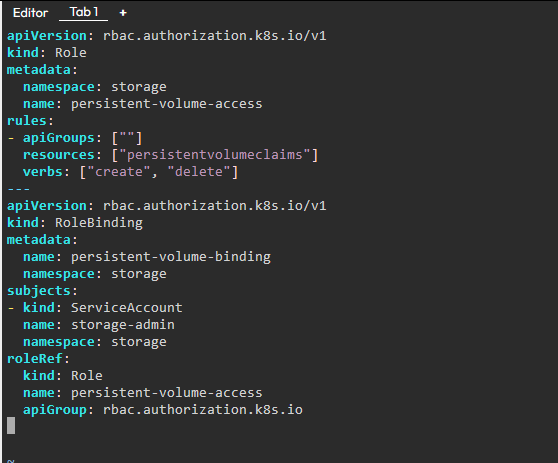 Editor Tab 1 +
apiVersion: rbac.authorization.k8s.io/v1
kind: Role
metadata:
  namespace: storage
  name: persistent-volume-access
rules:
- apiGroups: [""]
  resources: ["persistentvolumeclaims"]
  verbs: ["create", "delete"]
---
apiVersion: rbac.authorization.k8s.io/v1
kind: RoleBinding
metadata:
  name: persistent-volume-binding
  namespace: storage
subjects:
- kind: ServiceAccount
  name: storage-admin
  namespace: storage
roleRef:
  kind: Role
  name: persistent-volume-access
  apiGroup: rbac.authorization.k8s.io
~